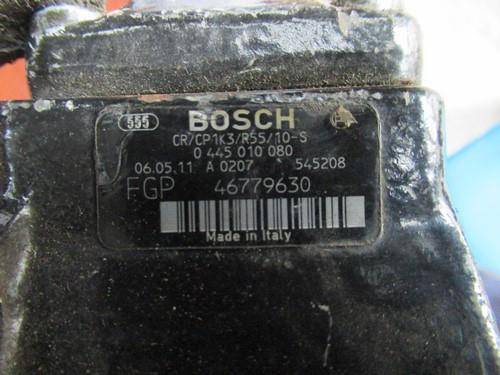 555 BOSCH
CR/CP1K3/R55/10-S
0 445 010 080
06.05.11 A 0207 545208
FGP 46779630
Made in Italy